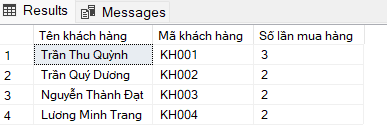 Results Messages
Tên khách hàng Mã khách hàng Số lần mua hàng
1 Trần Thu Quỳnh KH001 3
2 Trần Quý Dương KH002 2
3 Nguyễn Thành Đạt KH003 2
4 Lương Minh Trang KH004 2